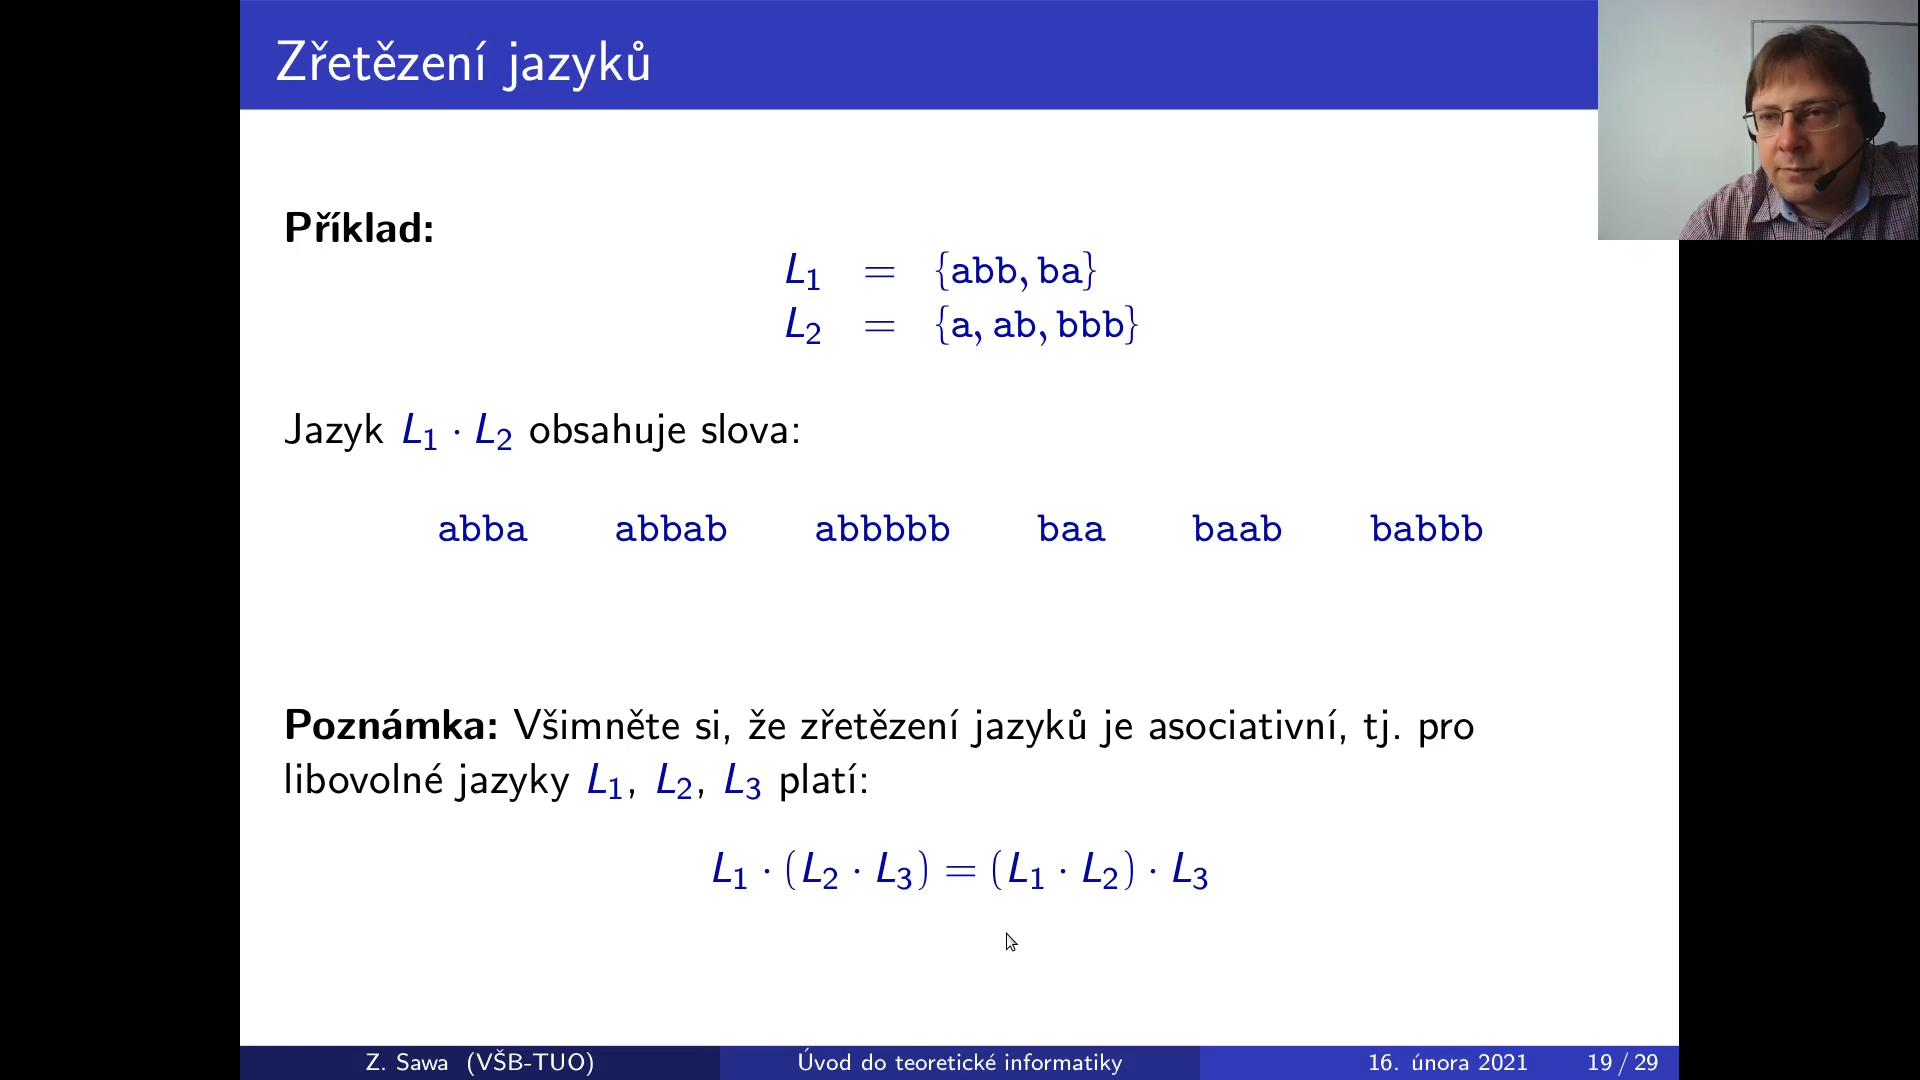 Zřetězení jazyků
Příklad:
L₁ = {abb, ba}
L₂ = {a, ab, bbb}
Jazyk L₁ · L₂ obsahuje slova:
abba abbab abbbbb baa baab babbb
Poznámka: Všimněte si, že zřetězení jazyků je asociativní, tj. pro
libovolné jazyky L₁, L₂, L₃ platí:
L₁ · (L₂ · L₃) = (L₁ · L₂) · L₃
Z. Sawa (VŠB-TUO) Úvod do teoretické informatiky 16. února 2021 19 / 29